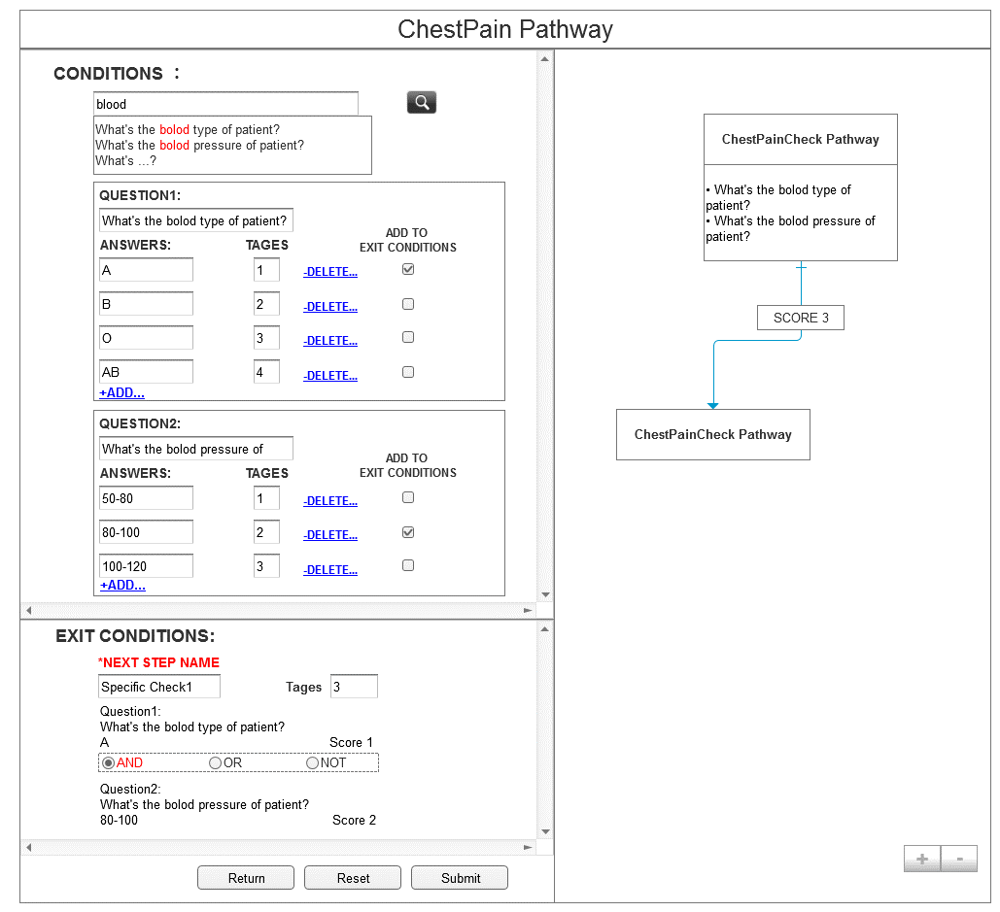 ChestPain Pathway
CONDITIONS :
blood
What's the bolod type of patient?
What's the bolod pressure of patient?
What's ...?
QUESTION1:
What's the bolod type of patient?
ANSWERS: TAGES ADD TO
EXIT CONDITIONS
A 1 -DELETE...
B 2 -DELETE...
O 3 -DELETE...
AB 4 -DELETE...
+ADD...
QUESTION2:
What's the bolod pressure of
ANSWERS: TAGES ADD TO
EXIT CONDITIONS
50-80 1 -DELETE...
80-100 2 -DELETE...
100-120 3 -DELETE...
+ADD...
EXIT CONDITIONS:
*NEXT STEP NAME
Specific Check1 Tages 3
Question1:
What's the bolod type of patient?
A Score 1
AND OR NOT
Question2:
What's the bolod pressure of patient?
80-100 Score 2
Return Reset Submit
ChestPainCheck Pathway
• What's the bolod type of
patient?
• What's the bolod pressure of
patient?
SCORE 3
ChestPainCheck Pathway
+ -